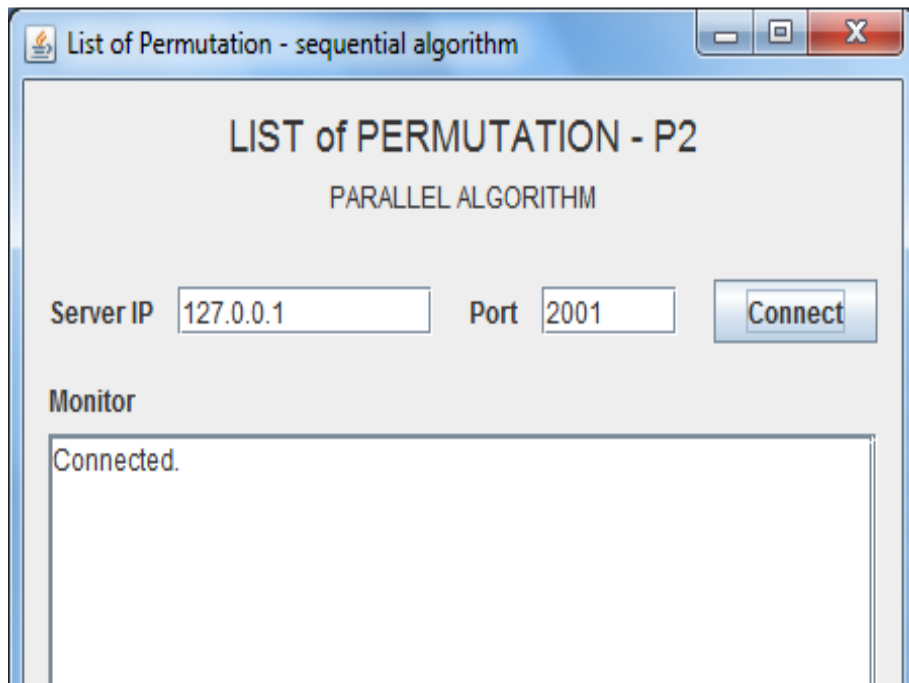 List of Permutation - sequential algorithm
LIST of PERMUTATION - P2
PARALLEL ALGORITHM
Server IP 127.0.0.1 Port 2001 Connect
Monitor
Connected.